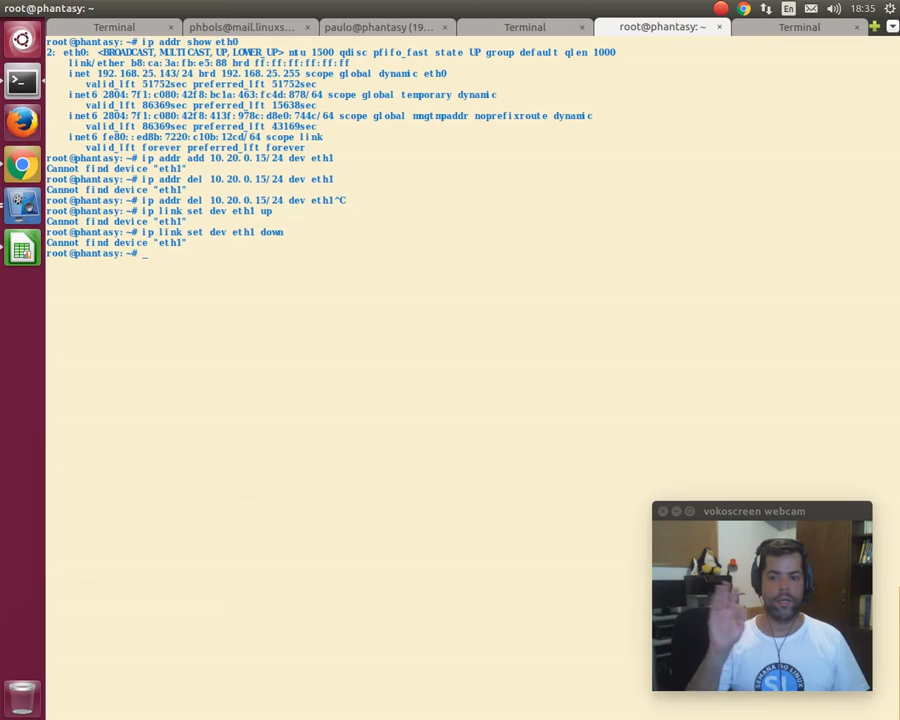 root@phantasy: ~
En
18:35
Terminal
phbols@mail.linuxs...
paulo@phantasy (19...
Terminal
root@phantasy: ~
Terminal
root@phantasy:~# ip addr show eth0
2: eth0: <BROADCAST,MULTICAST,UP,LOWER_UP> mtu 1500 qdisc pfifo_fast state UP group default qlen 1000
link/ether b8:ca:3a:fb:e5:88 brd ff:ff:ff:ff:ff:ff
inet 192.168.25.143/24 brd 192.168.25.255 scope global dynamic eth0
valid_lft 51752sec preferred_lft 51752sec
inet6 2804:7f1:c080:42f8:bc1a:463:fc4d:878/64 scope global temporary dynamic
valid_lft 86369sec preferred_lft 15638sec
inet6 2804:7f1:c080:42f8:413f:978c:d8e0:744c/64 scope global mngtmpaddr noprefixroute dynamic
valid_lft 86369sec preferred_lft 43169sec
inet6 fe80::ed8b:7220:c10b:12cd/64 scope link
valid_lft forever preferred_lft forever
root@phantasy:~# ip addr add 10.20.0.15/24 dev eth1
Cannot find device "eth1"
root@phantasy:~# ip addr del 10.20.0.15/24 dev eth1
Cannot find device "eth1"
root@phantasy:~# ip addr del 10.20.0.15/24 dev eth1^C
root@phantasy:~# ip link set dev eth1 up
Cannot find device "eth1"
root@phantasy:~# ip link set dev eth1 down
Cannot find device "eth1"
root@phantasy:~# _
vokoscreen webcam
SEMANA DO LINUX
SL